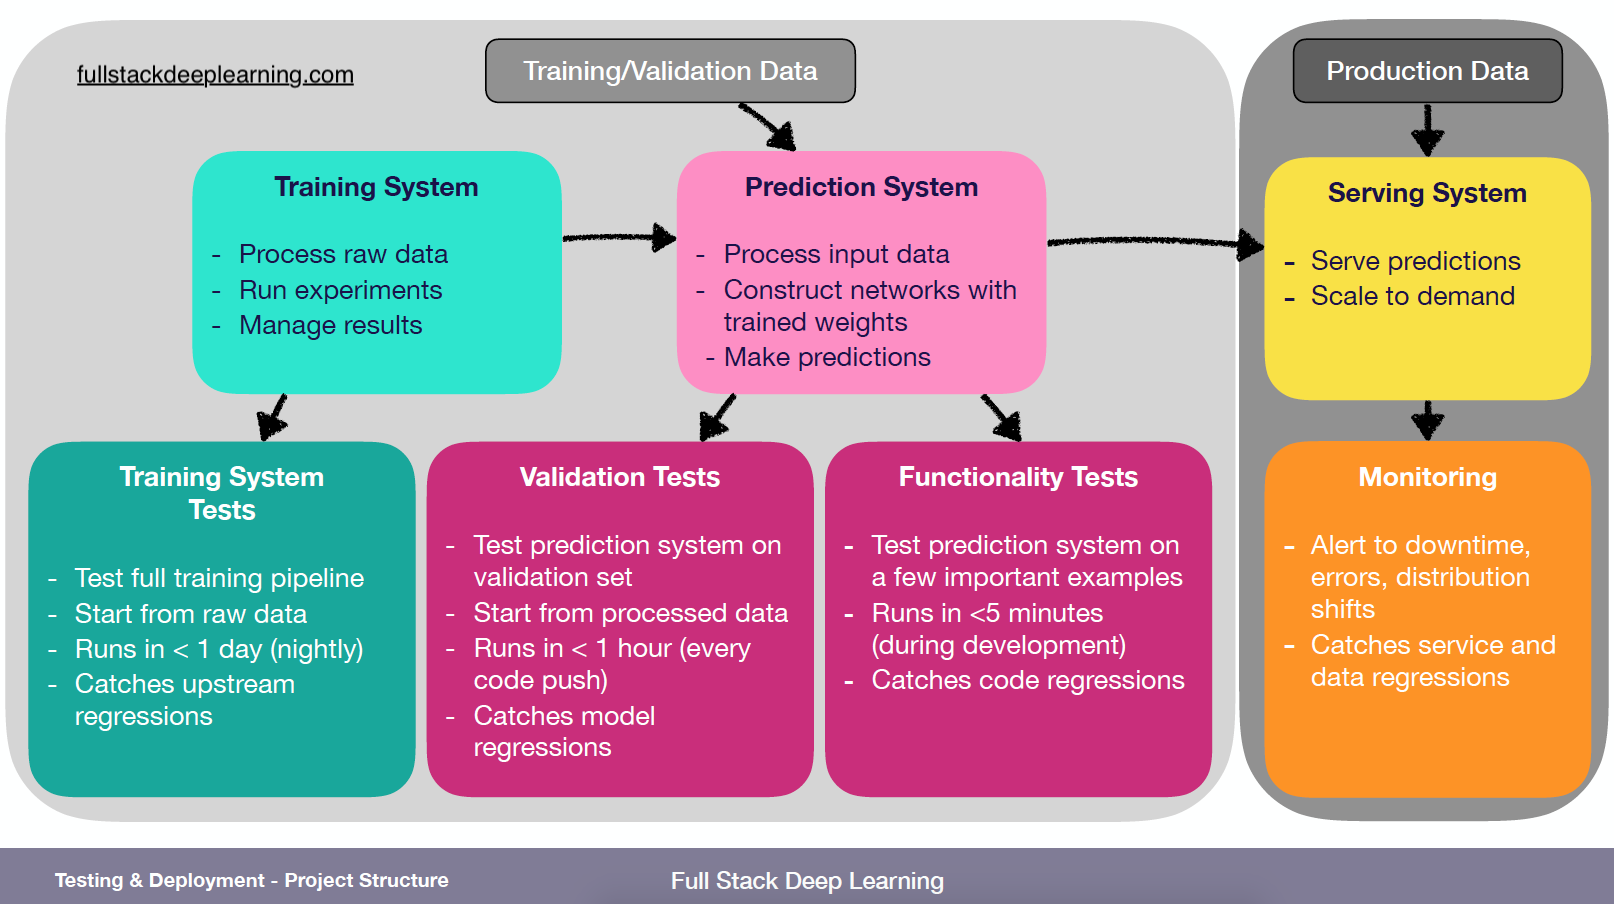 fullstackdeeplearning.com
Training/Validation Data
Production Data
Training System
- Process raw data
- Run experiments
- Manage results
Prediction System
- Process input data
- Construct networks with
trained weights
- Make predictions
Serving System
- Serve predictions
- Scale to demand
Training System
Tests
- Test full training pipeline
- Start from raw data
- Runs in < 1 day (nightly)
- Catches upstream
regressions
Validation Tests
- Test prediction system on
validation set
- Start from processed data
- Runs in < 1 hour (every
code push)
- Catches model
regressions
Functionality Tests
- Test prediction system on
a few important examples
- Runs in <5 minutes
(during development)
- Catches code regressions
Monitoring
- Alert to downtime,
errors, distribution
shifts
- Catches service and
data regressions
Testing & Deployment - Project Structure
Full Stack Deep Learning